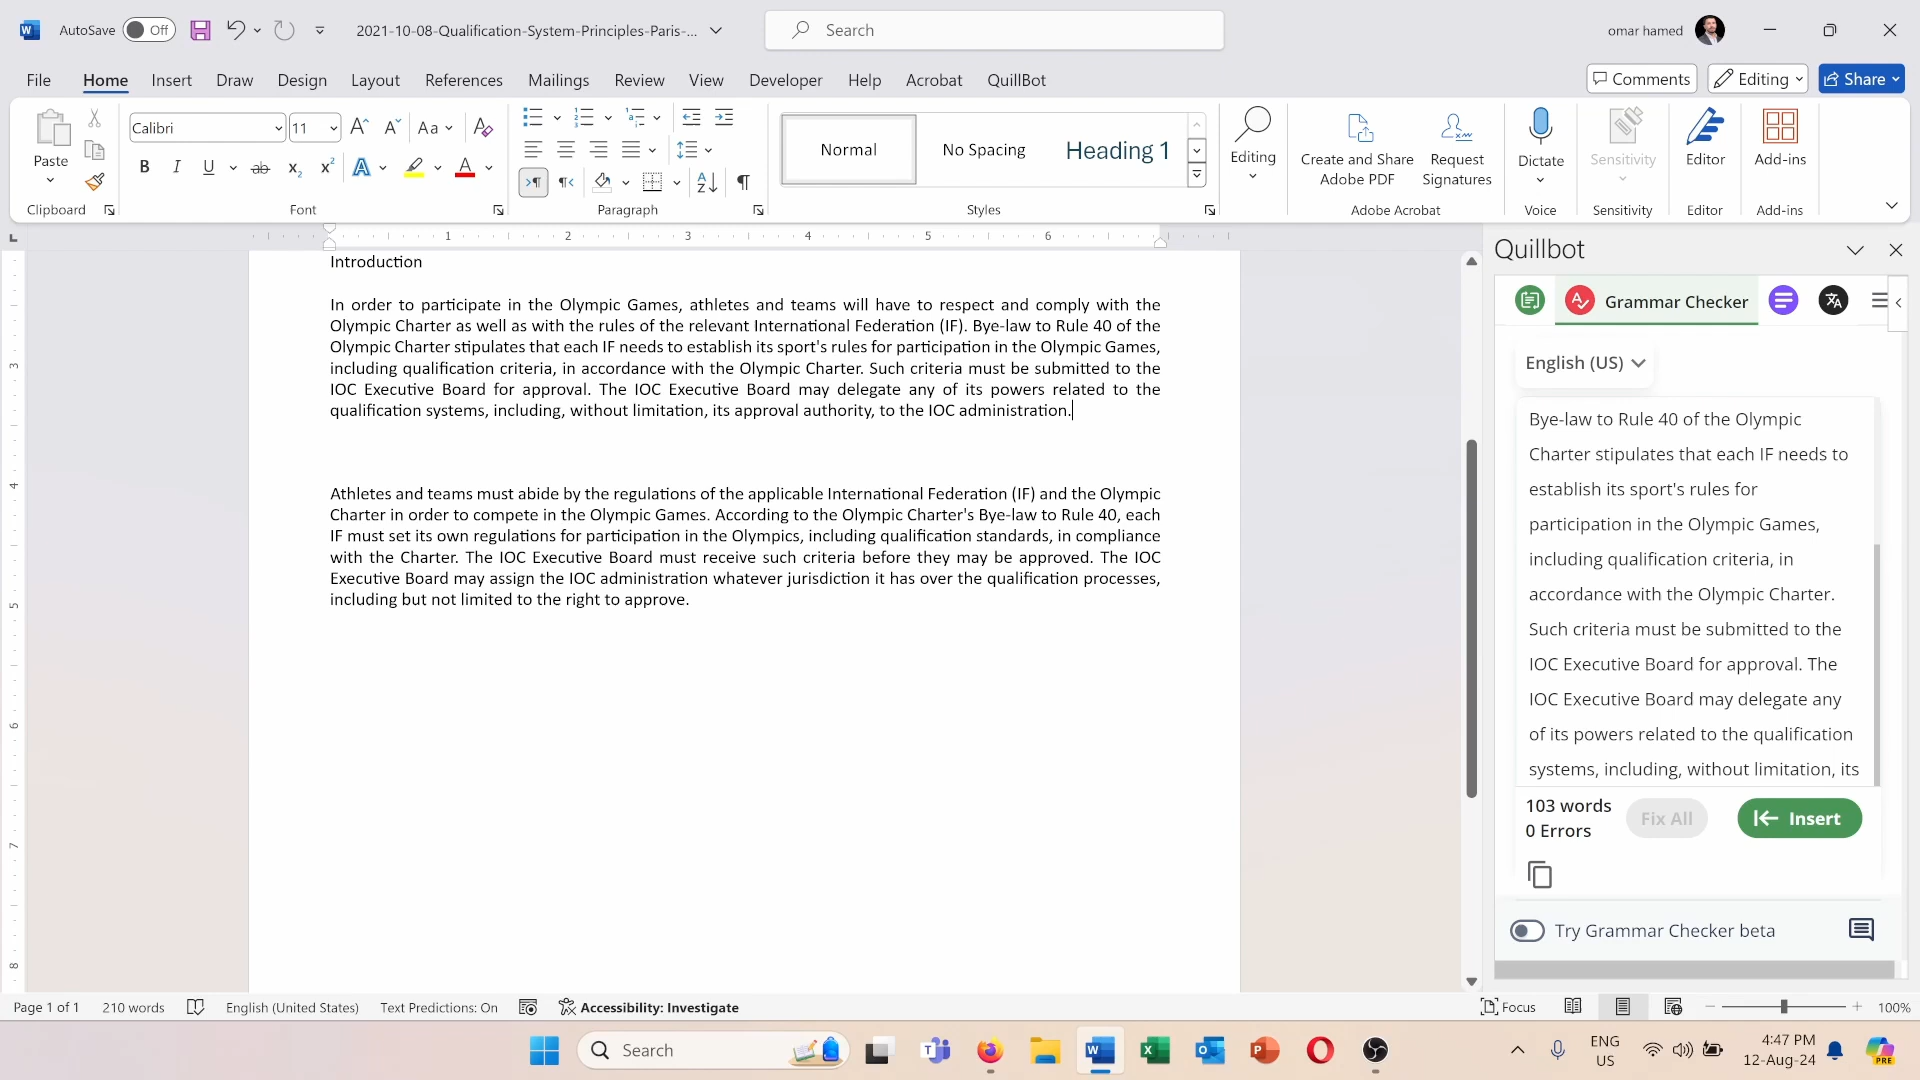 AutoSave Off 2021-10-08-Qualification-System-Principles-Paris-... Search omar hamed
File Home Insert Draw Design Layout References Mailings Review View Developer Help Acrobat QuillBot Comments Editing Share
Paste
Clipboard
Calibri 11
Font
Paragraph
Normal No Spacing Heading 1
Styles
Editing
Create and Share Adobe PDF
Request Signatures
Adobe Acrobat
Dictate
Voice
Sensitivity
Sensitivity
Editor
Editor
Add-ins
Add-ins
1 2 3 4 5 6
3
4
5
6
7
8
Introduction
In order to participate in the Olympic Games, athletes and teams will have to respect and comply with the
Olympic Charter as well as with the rules of the relevant International Federation (IF). Bye-law to Rule 40 of the
Olympic Charter stipulates that each IF needs to establish its sport's rules for participation in the Olympic Games,
including qualification criteria, in accordance with the Olympic Charter. Such criteria must be submitted to the
IOC Executive Board for approval. The IOC Executive Board may delegate any of its powers related to the
qualification systems, including, without limitation, its approval authority, to the IOC administration.
Athletes and teams must abide by the regulations of the applicable International Federation (IF) and the Olympic
Charter in order to compete in the Olympic Games. According to the Olympic Charter's Bye-law to Rule 40, each
IF must set its own regulations for participation in the Olympics, including qualification standards, in compliance
with the Charter. The IOC Executive Board must receive such criteria before they may be approved. The IOC
Executive Board may assign the IOC administration whatever jurisdiction it has over the qualification processes,
including but not limited to the right to approve.
Quillbot
Grammar Checker
English (US)
Bye-law to Rule 40 of the Olympic
Charter stipulates that each IF needs to
establish its sport's rules for
participation in the Olympic Games,
including qualification criteria, in
accordance with the Olympic Charter.
Such criteria must be submitted to the
IOC Executive Board for approval. The
IOC Executive Board may delegate any
of its powers related to the qualification
systems, including, without limitation, its
103 words
0 Errors
Fix All
Insert
Try Grammar Checker beta
Page 1 of 1 210 words English (United States) Text Predictions: On Accessibility: Investigate Focus 100%
Search
ENG
US
4:47 PM
12-Aug-24
PRE